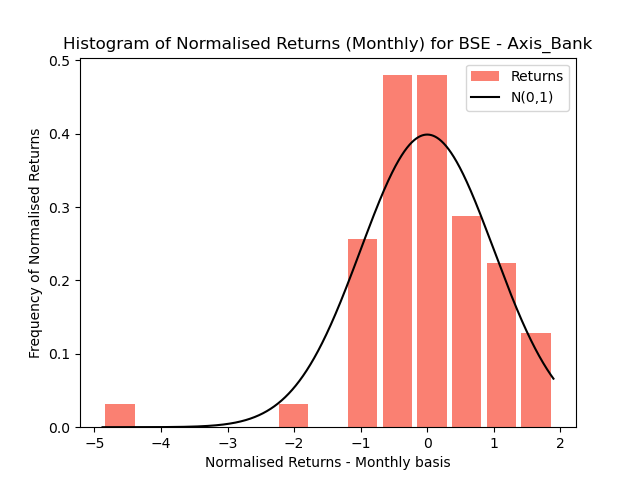 Histogram of Normalised Returns (Monthly) for BSE - Axis_Bank
Returns
N(0,1)
Frequency of Normalised Returns
0.5
0.4
0.3
0.2
0.1
0.0
−5 −4 −3 −2 −1 0 1 2
Normalised Returns - Monthly basis